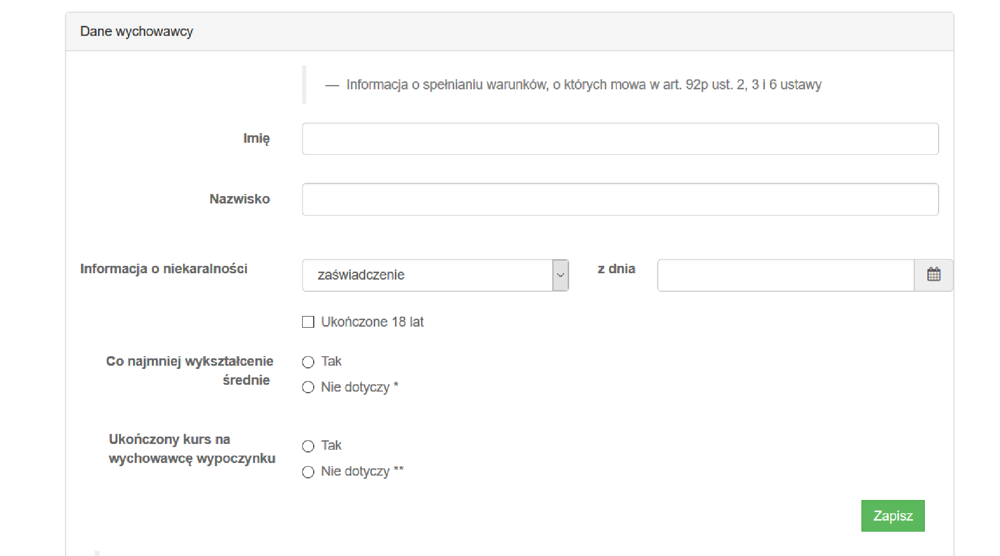 Dane wychowawcy
— Informacja o spełnianiu warunków, o których mowa w art. 92p ust. 2, 3 i 6 ustawy
Imię
Nazwisko
Informacja o niekaralności zaświadczenie z dnia
Ukończone 18 lat
Co najmniej wykształcenie
średnie
Tak
Nie dotyczy *
Ukończony kurs na
wychowawcę wypoczynku
Tak
Nie dotyczy **
Zapisz